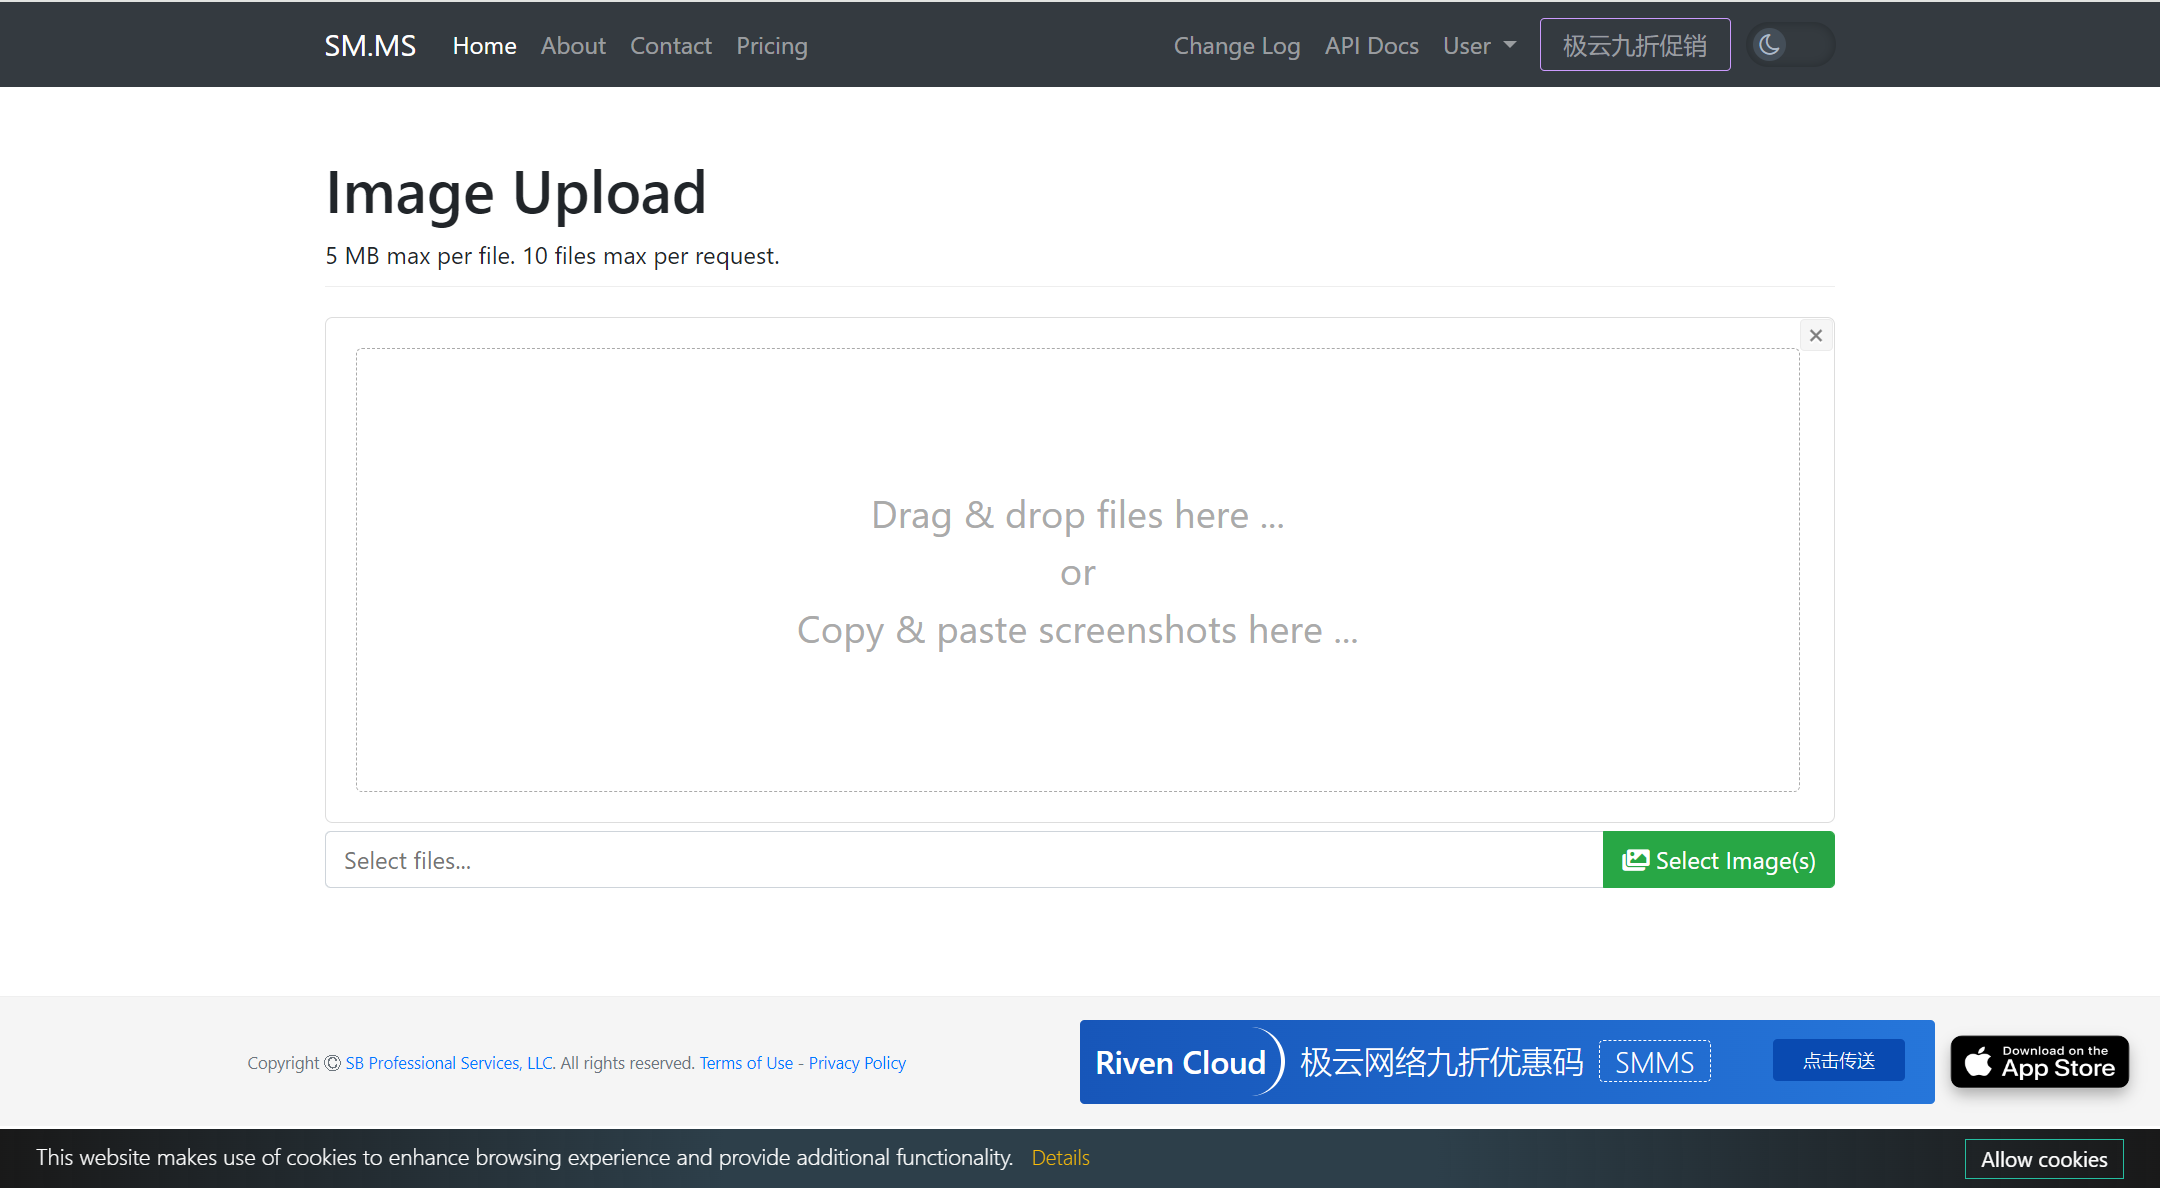 SM.MS Home About Contact Pricing Change Log API Docs User 极云九折促销
Image Upload
5 MB max per file. 10 files max per request.
Drag & drop files here ...
or
Copy & paste screenshots here ...
Select files...
Select Image(s)
Copyright © SB Professional Services, LLC. All rights reserved. Terms of Use - Privacy Policy
Riven Cloud 极云网络九折优惠码 SMMS 点击传送
Download on the
App Store
This website makes use of cookies to enhance browsing experience and provide additional functionality. Details
Allow cookies